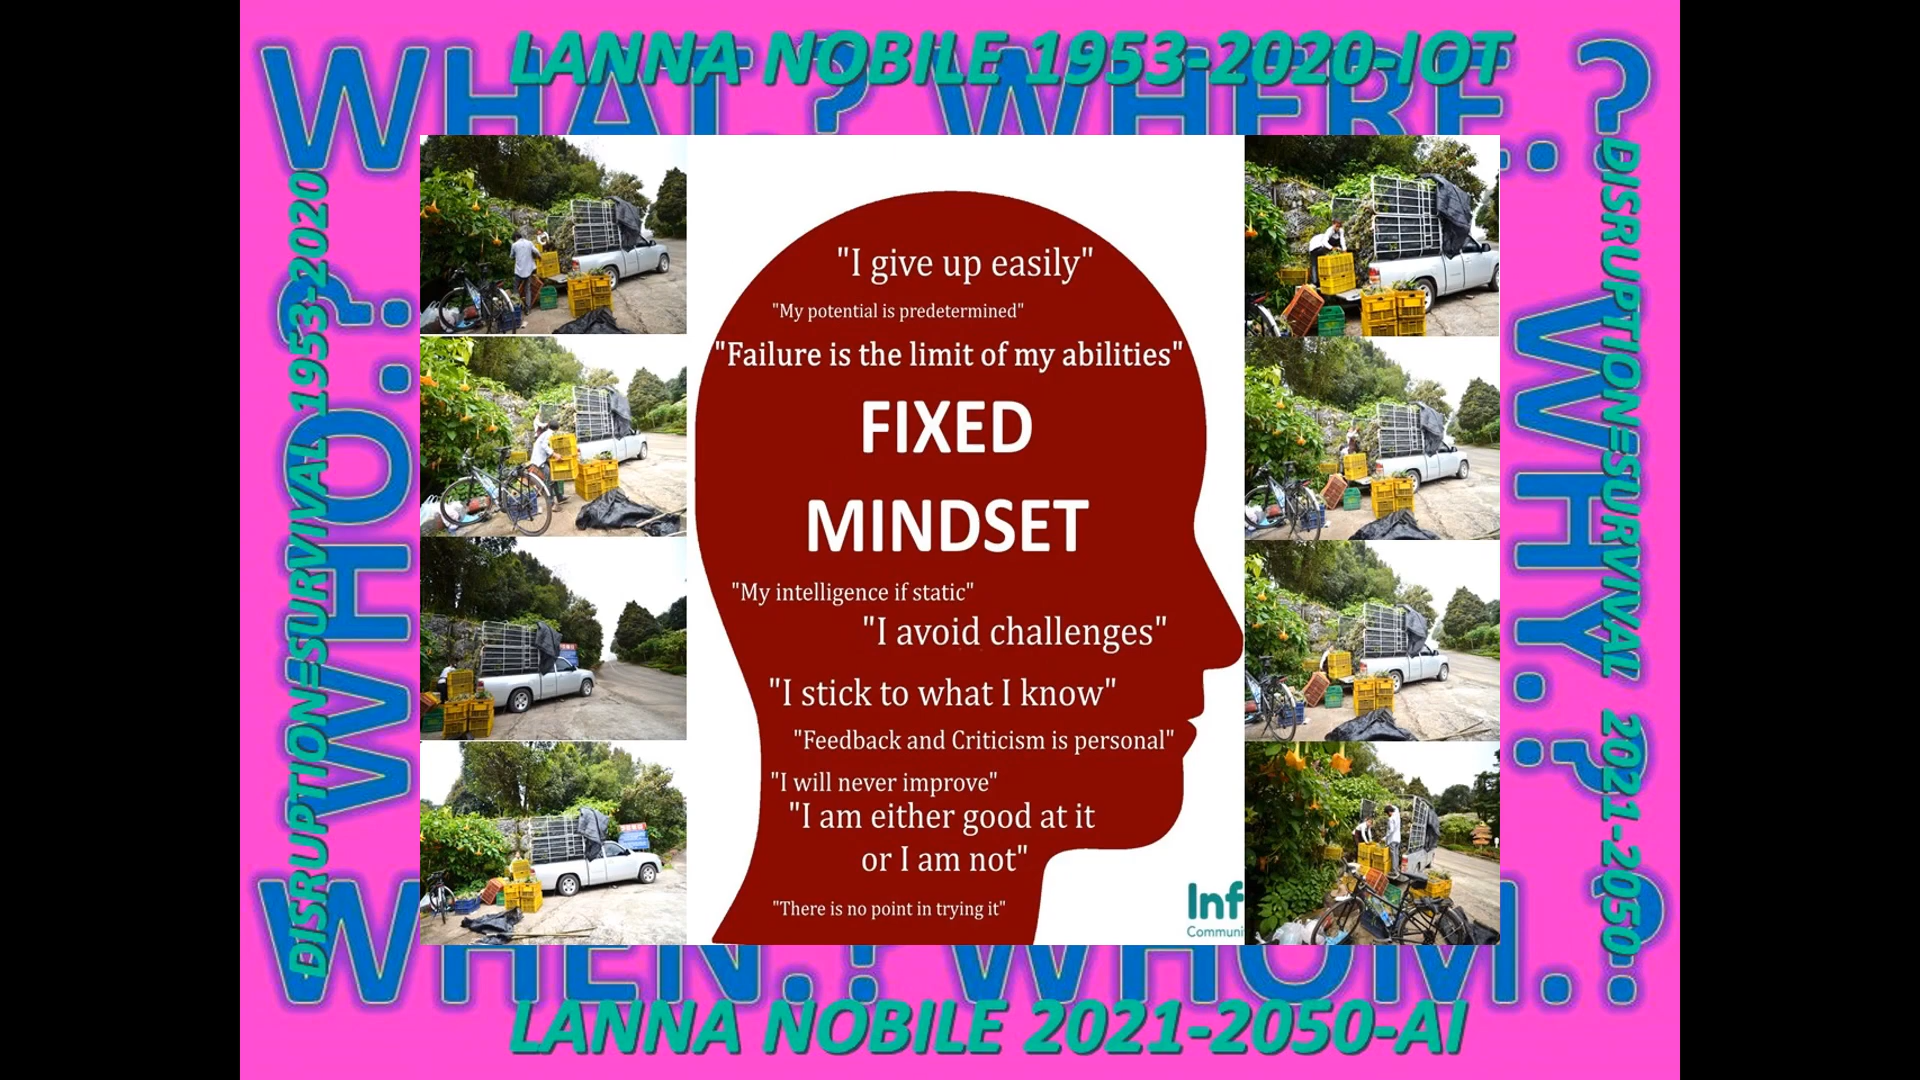 LANNA NOBILE 1953-2020-IOT
WHAT.? WHERE.?
DISRUPTION=SURVIVAL 1953-2020
WHO.?
"I give up easily"
"My potential is predetermined"
"Failure is the limit of my abilities"
FIXED
MINDSET
"My intelligence if static"
"I avoid challenges"
"I stick to what I know"
"Feedback and Criticism is personal"
"I will never improve"
"I am either good at it
or I am not"
"There is no point in trying it"
Inf
Communi
WHY.?
DISRUPTION=SURVIVAL 2021-2050
WHEN.? WHOM.?
LANNA NOBILE 2021-2050-AI